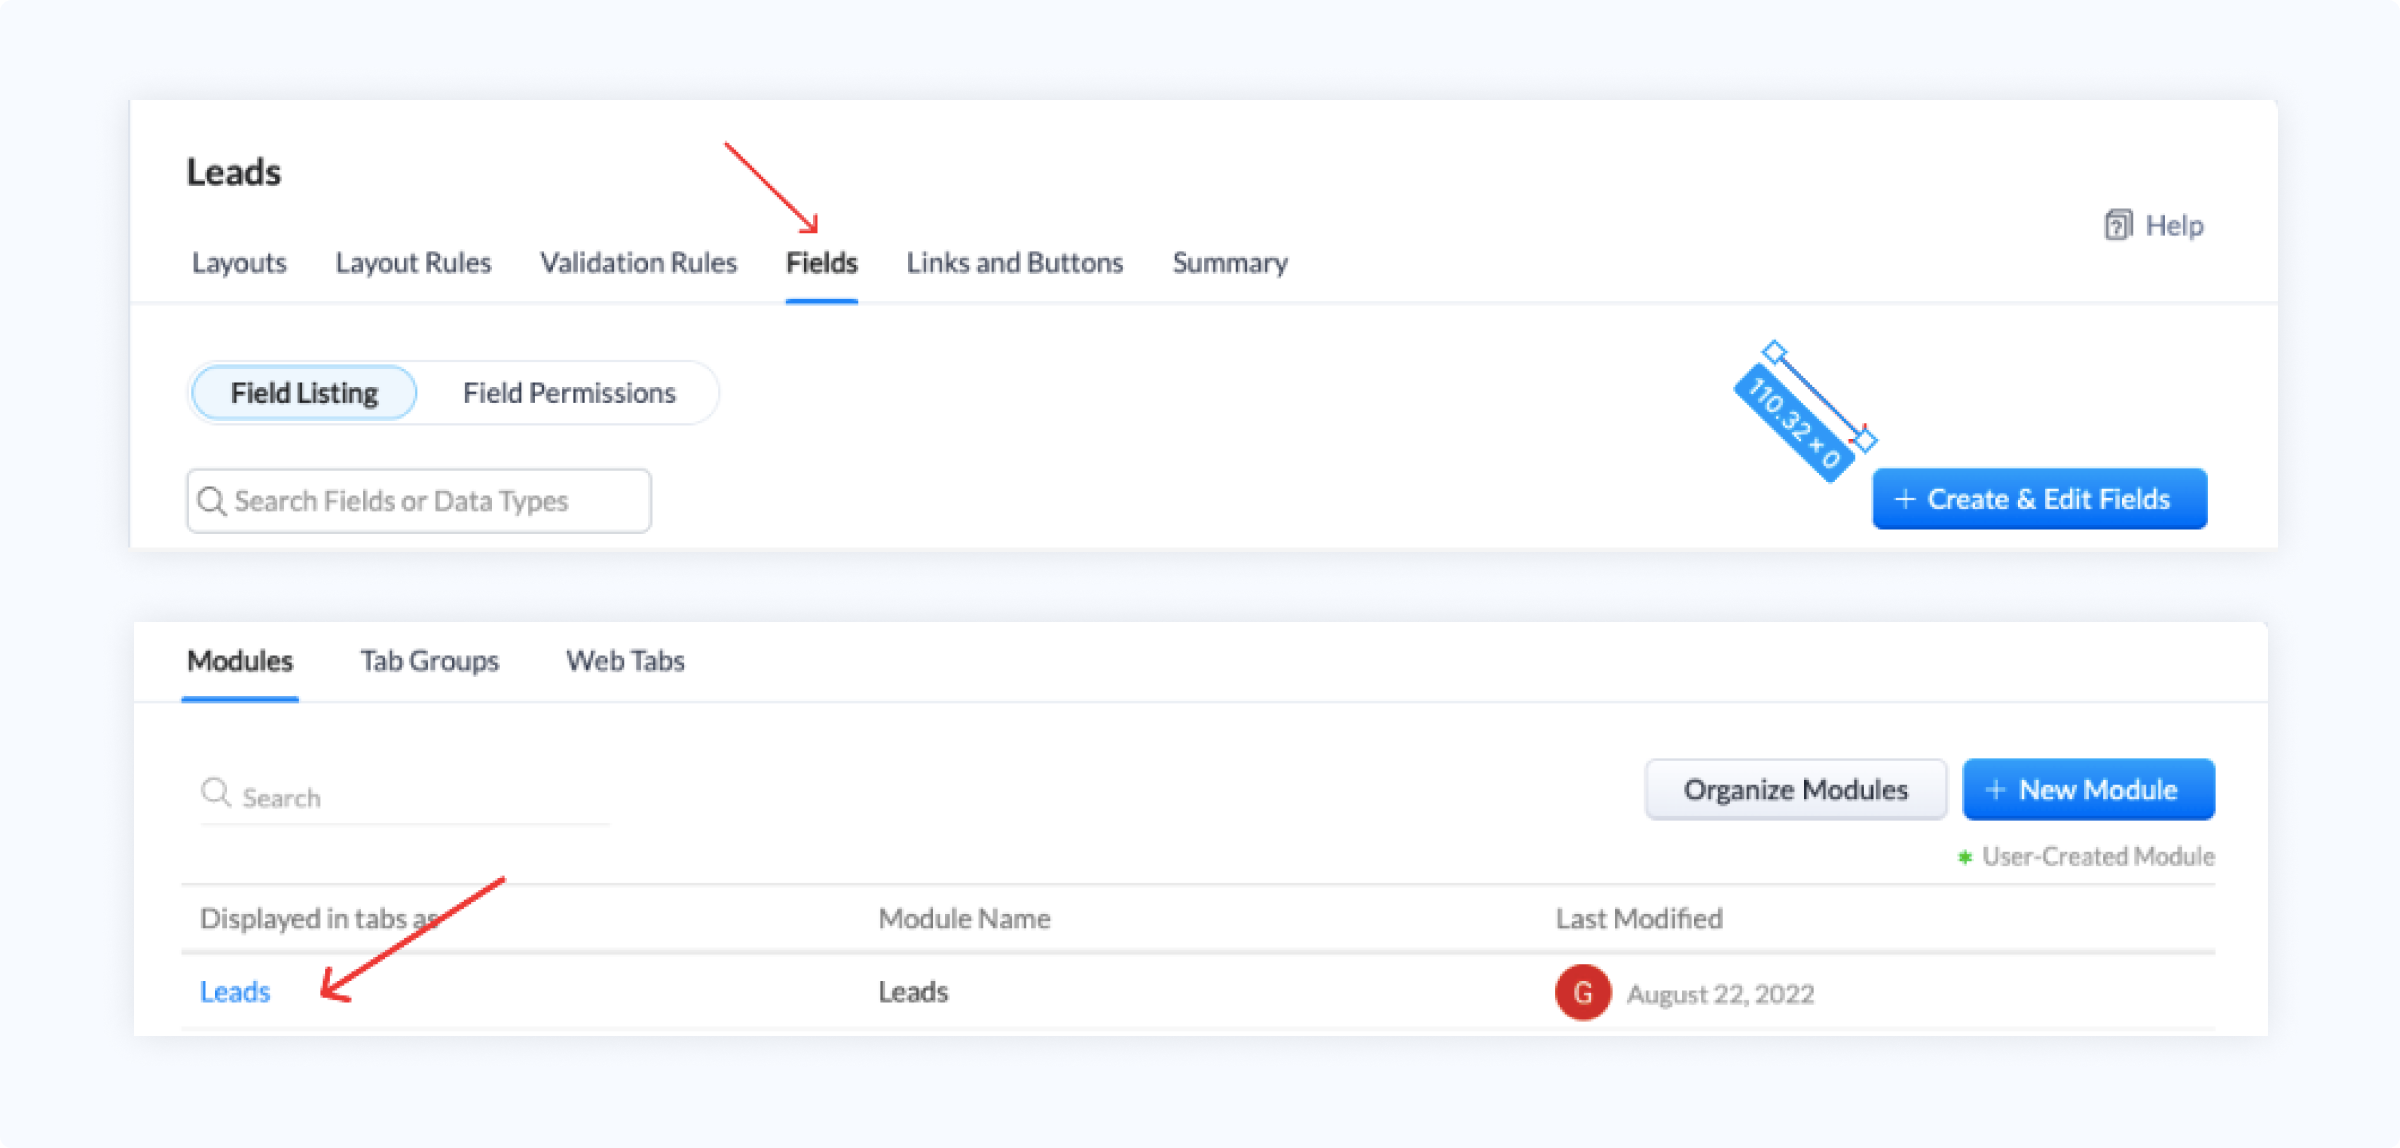 Leads
Help
Layouts Layout Rules Validation Rules Fields Links and Buttons Summary
Field Listing Field Permissions
110.32 × 0
Search Fields or Data Types
+ Create & Edit Fields
Modules Tab Groups Web Tabs
Search
Organize Modules + New Module
* User-Created Module
Displayed in tabs as Module Name Last Modified
Leads Leads G August 22, 2022